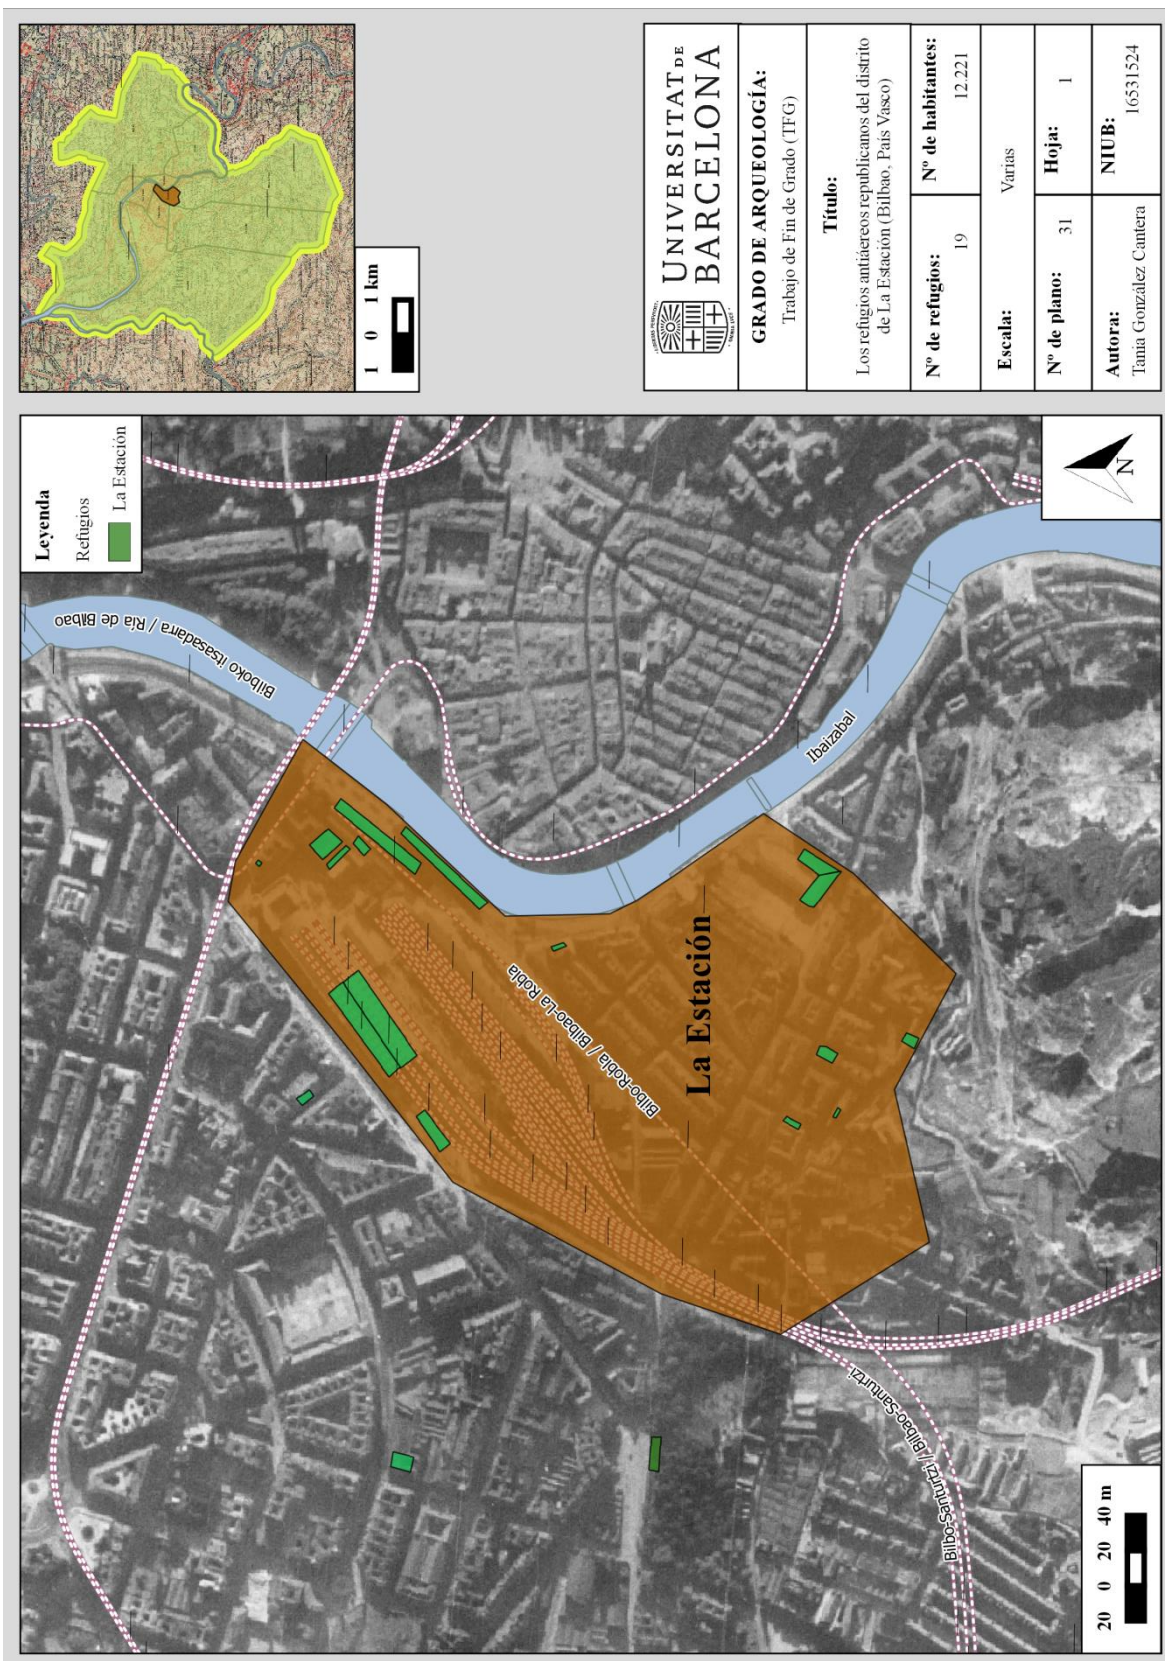 Leyenda
Refugios
La Estación
Bilboko itsasadarra / Ría de Bilbao
Ibaizabal
Bilbo-Robla / Bilbao-La Robla
La Estación
Bilbo-Santurtzi / Bilbao-Santurtzi
20 0 20 40 m
N
1 0 1 km
UNIVERSITAT DE
BARCELONA
GRADO DE ARQUEOLOGÍA:
Trabajo de Fin de Grado (TFG)
Título:
Los refugios antiáereos republicanos del distrito
de La Estación (Bilbao, País Vasco)
Nº de refugios:
19
Nº de habitantes:
12.221
Escala:
Varias
Nº de plano:
31
Hoja:
1
Autora:
Tania González Cantera
NIUB:
16531524